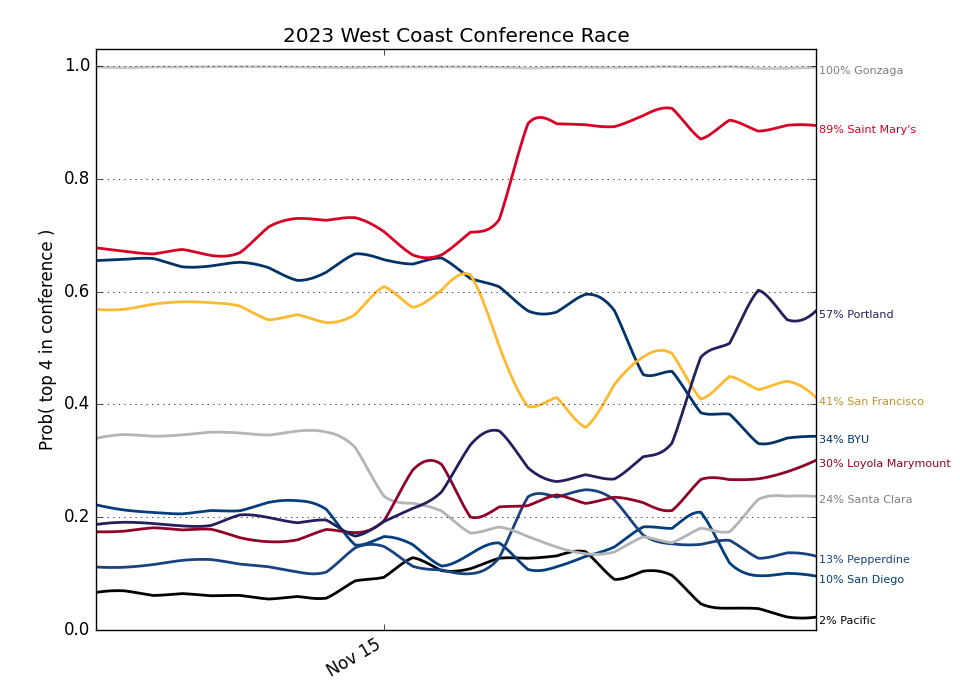 2023 West Coast Conference Race
Prob( top 4 in conference )
1.0
0.8
0.6
0.4
0.2
0.0
Nov 15
100% Gonzaga
89% Saint Mary's
57% Portland
41% San Francisco
34% BYU
30% Loyola Marymount
24% Santa Clara
13% Pepperdine
10% San Diego
2% Pacific